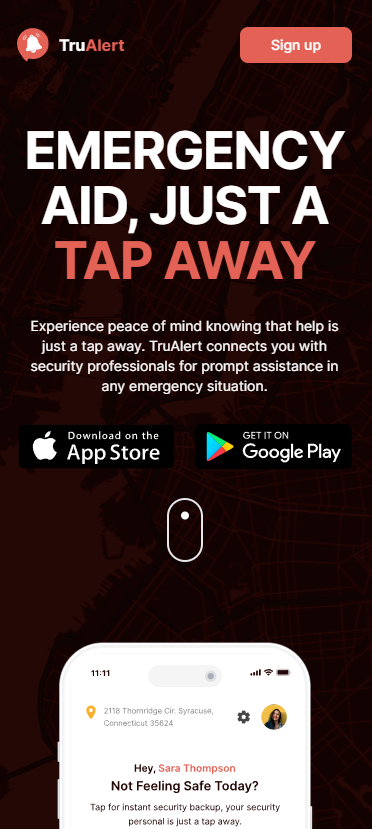 TruAlert
Sign up
EMERGENCY
AID, JUST A
TAP AWAY
Experience peace of mind knowing that help is
just a tap away. TruAlert connects you with
security professionals for prompt assistance in
any emergency situation.
Download on the
App Store
GET IT ON
Google Play
11:11
2118 Thornridge Cir. Syracuse,
Connecticut 35624
Hey, Sara Thompson
Not Feeling Safe Today?
Tap for instant security backup, your security
personal is just a tap away.